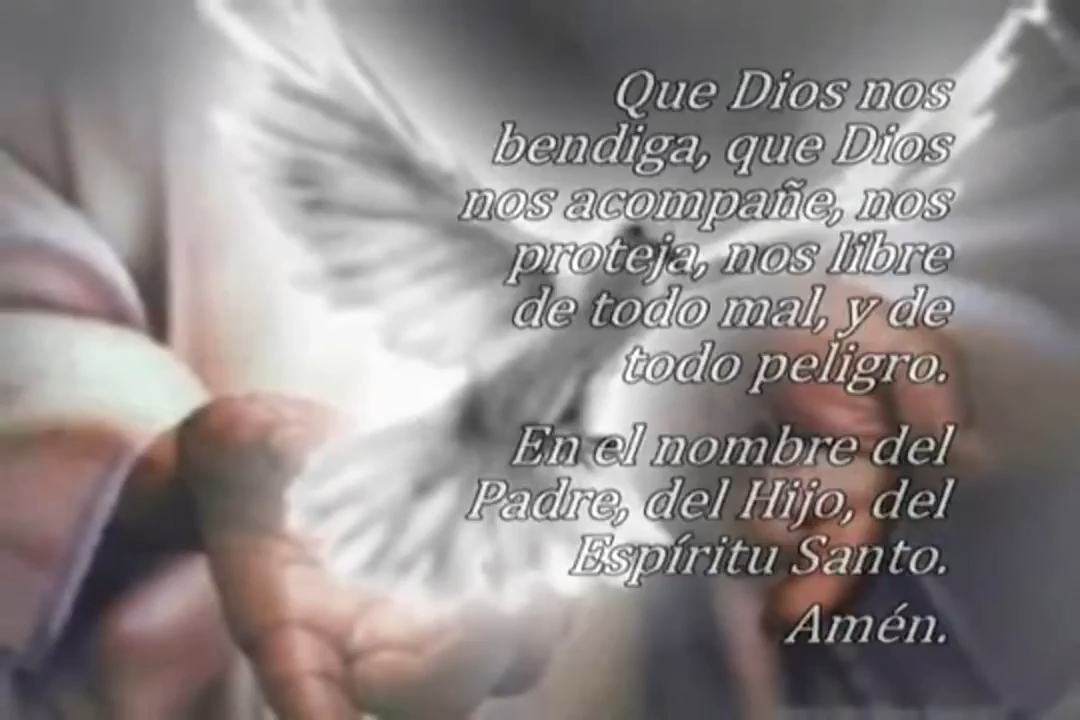 Que Dios nos
bendiga, que Dios
nos acompañe, nos
proteja, nos libre
de todo mal, y de
todo peligro.
En el nombre del
Padre, del Hijo, del
Espíritu Santo.
Amén.